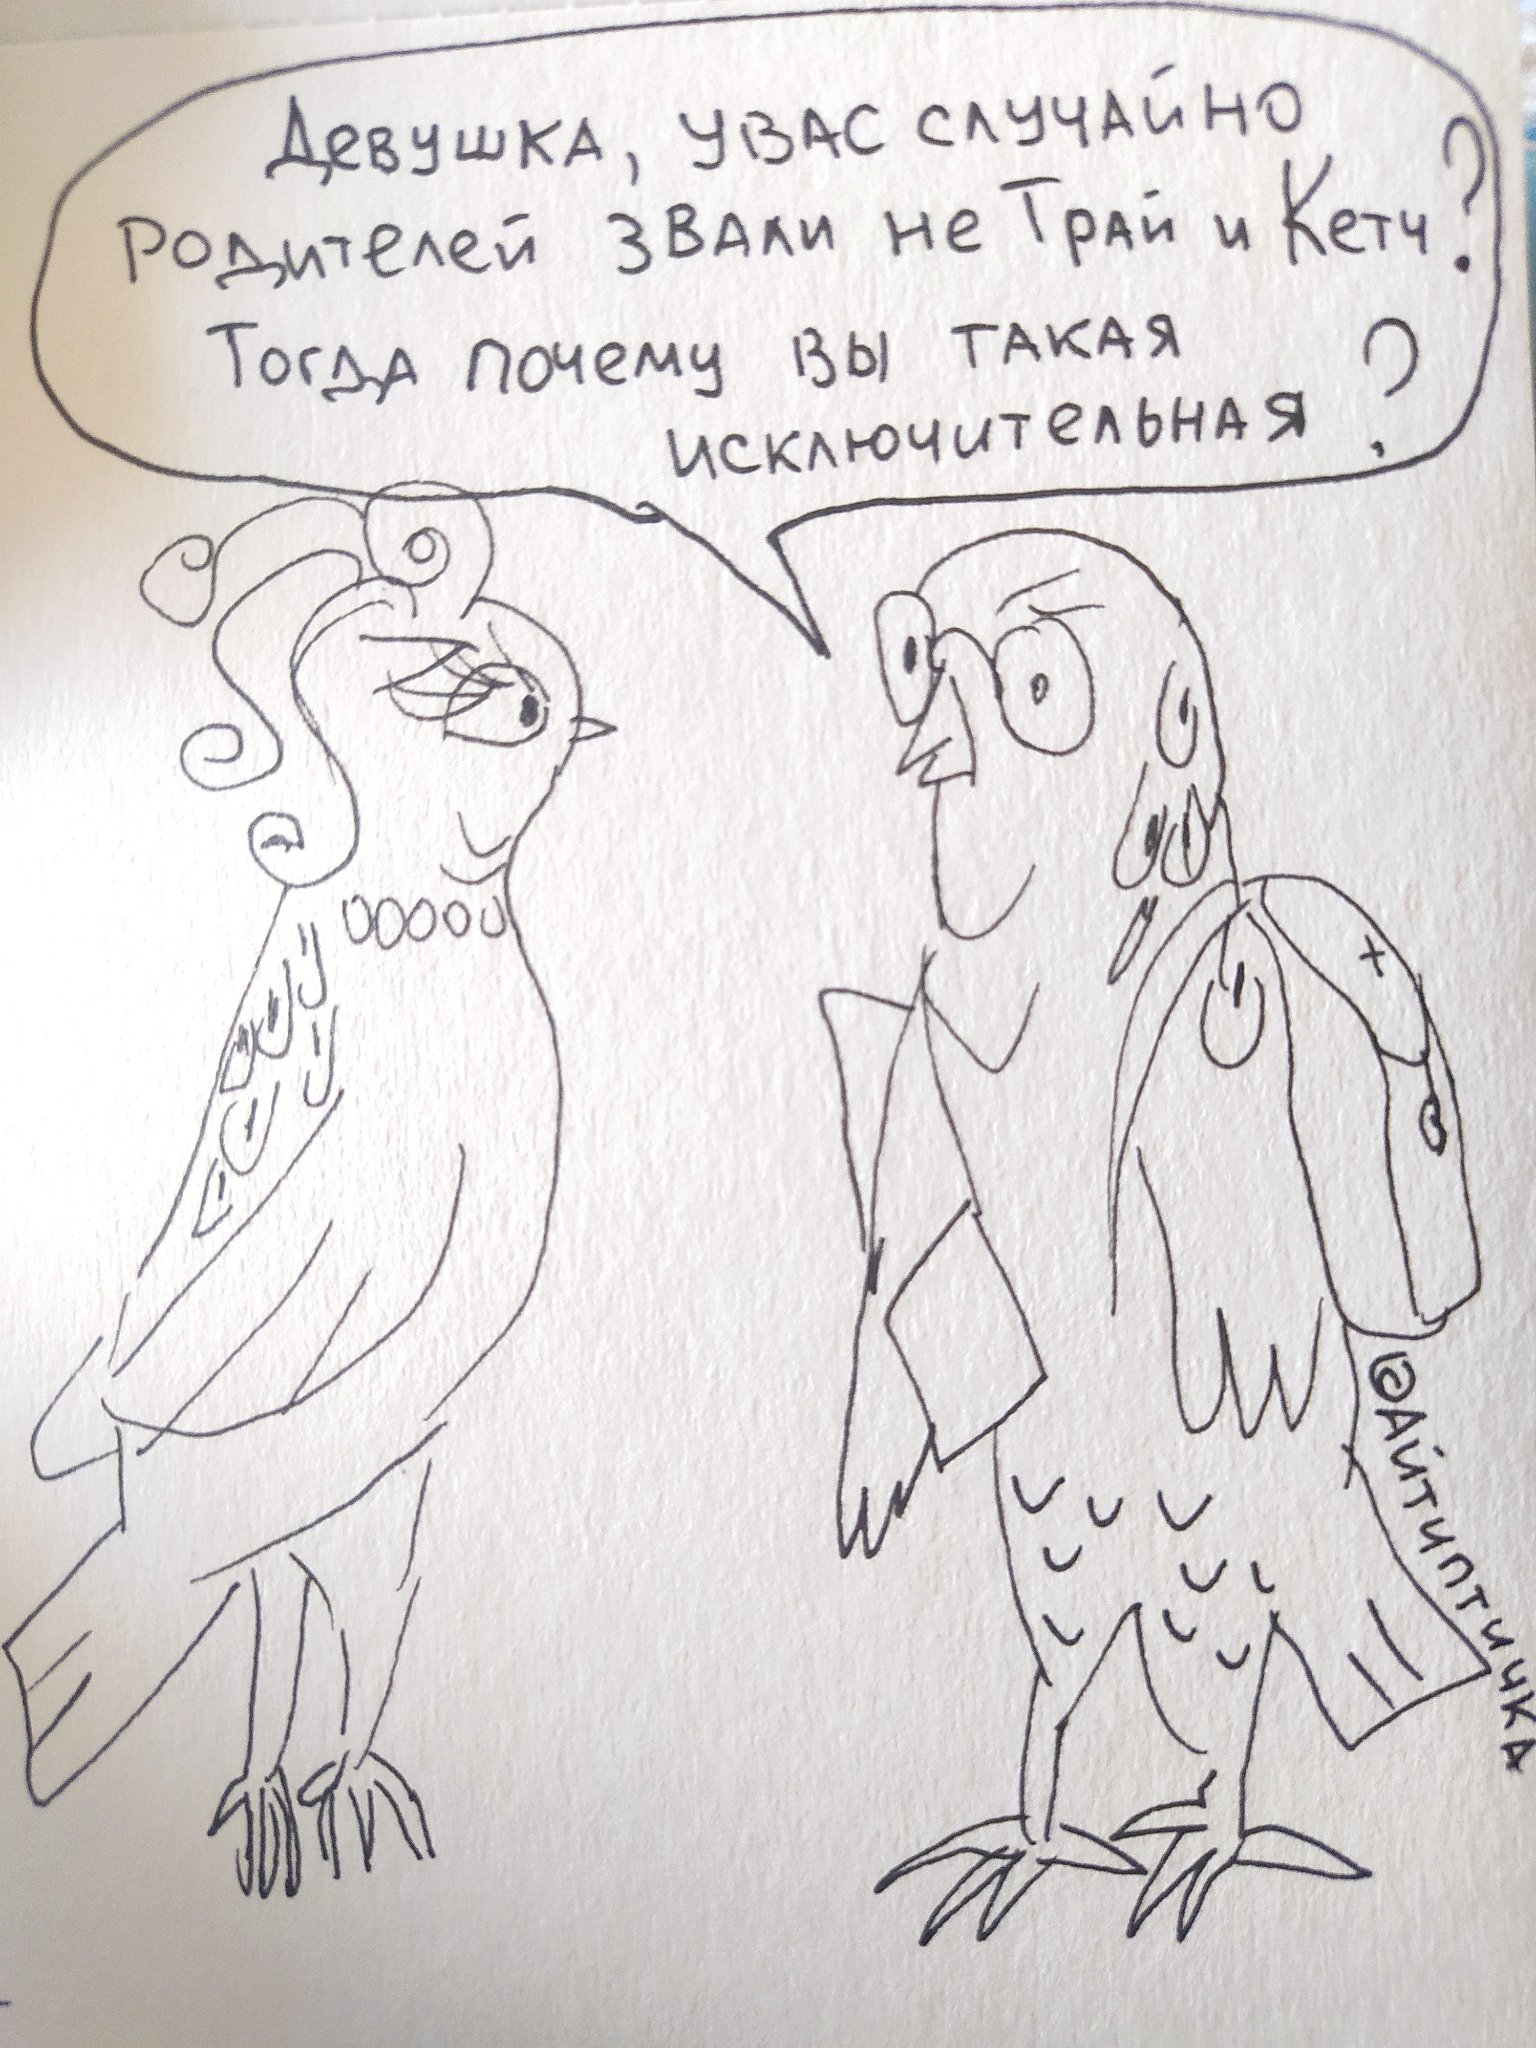 Девушка, у вас случайно
родителей звали не Трай и Кетч?
Тогда почему вы такая
исключительная?
@Айтиптичка